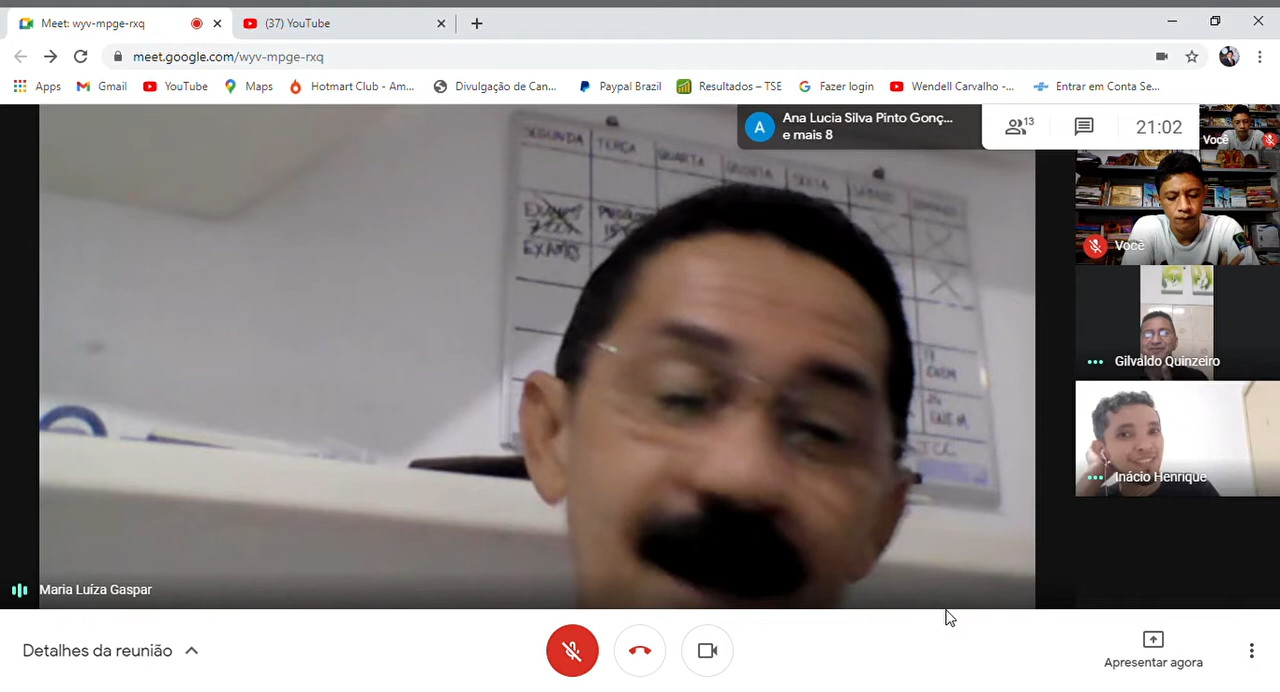 Meet: wyv-mpge-rxq
(37) YouTube
meet.google.com/wyv-mpge-rxq
Apps Gmail YouTube Maps Hotmart Club - Am... Divulgação de Can... Paypal Brazil Resultados – TSE Fazer login Wendell Carvalho -... Entrar em Conta Se...
A
Ana Lucia Silva Pinto Gonç...
e mais 8
13
21:02
Você
Você
Gilvaldo Quinzeiro
Inácio Henrique
TERÇA QUARTA QUINTA SEXTA SÁBADO
EXAMES
ENEM
TCC
Maria Luíza Gaspar
Detalhes da reunião
Apresentar agora